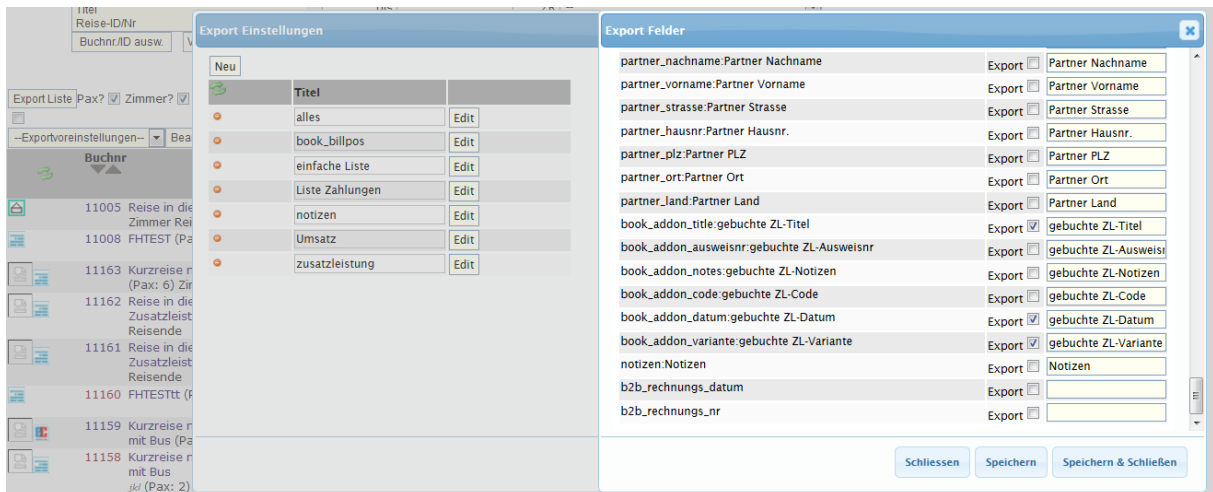 Titel
Reise-ID/Nr
Buchnr/ID ausw.
Export Liste Pax? Zimmer?
--Exportvoreinstellungen--
Buchnr
11005 Reise in die
Zimmer Rei
11008 FHTEST (Pa
11163 Kurzreise n
(Pax: 6) Zir
11162 Reise in die
Zusatzleist
Reisende
11161 Reise in die
Zusatzleist
Reisende
11160 FHTESTtt (P
11159 Kurzreise n
mit Bus (Pa
11158 Kurzreise n
mit Bus
jkl (Pax: 2)
Export Einstellungen
Neu
Titel
alles Edit
book_billpos Edit
einfache Liste Edit
Liste Zahlungen Edit
notizen Edit
Umsatz Edit
zusatzleistung Edit
Export Felder
partner_nachname:Partner Nachname Export Partner Nachname
partner_vorname:Partner Vorname Export Partner Vorname
partner_strasse:Partner Strasse Export Partner Strasse
partner_hausnr:Partner Hausnr. Export Partner Hausnr.
partner_plz:Partner PLZ Export Partner PLZ
partner_ort:Partner Ort Export Partner Ort
partner_land:Partner Land Export Partner Land
book_addon_title:gebuchte ZL-Titel Export gebuchte ZL-Titel
book_addon_ausweisnr:gebuchte ZL-Ausweisnr Export gebuchte ZL-Ausweisr
book_addon_notes:gebuchte ZL-Notizen Export gebuchte ZL-Notizen
book_addon_code:gebuchte ZL-Code Export gebuchte ZL-Code
book_addon_datum:gebuchte ZL-Datum Export gebuchte ZL-Datum
book_addon_variante:gebuchte ZL-Variante Export gebuchte ZL-Variante
notizen:Notizen Export Notizen
b2b_rechnungs_datum Export
b2b_rechnungs_nr Export
Schliessen Speichern Speichern & Schließen